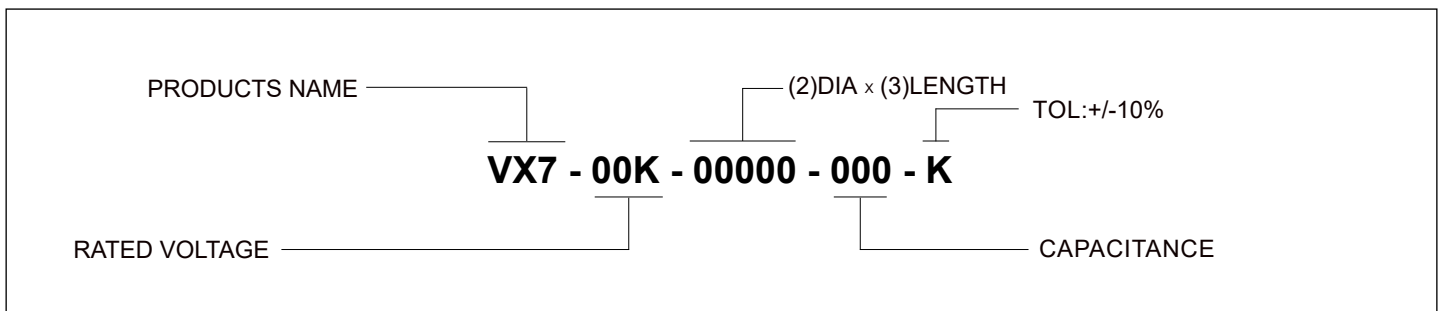 PRODUCTS NAME
(2)DIA x (3)LENGTH
TOL:+/-10%
VX7 - 00K - 00000 - 000 - K
RATED VOLTAGE
CAPACITANCE